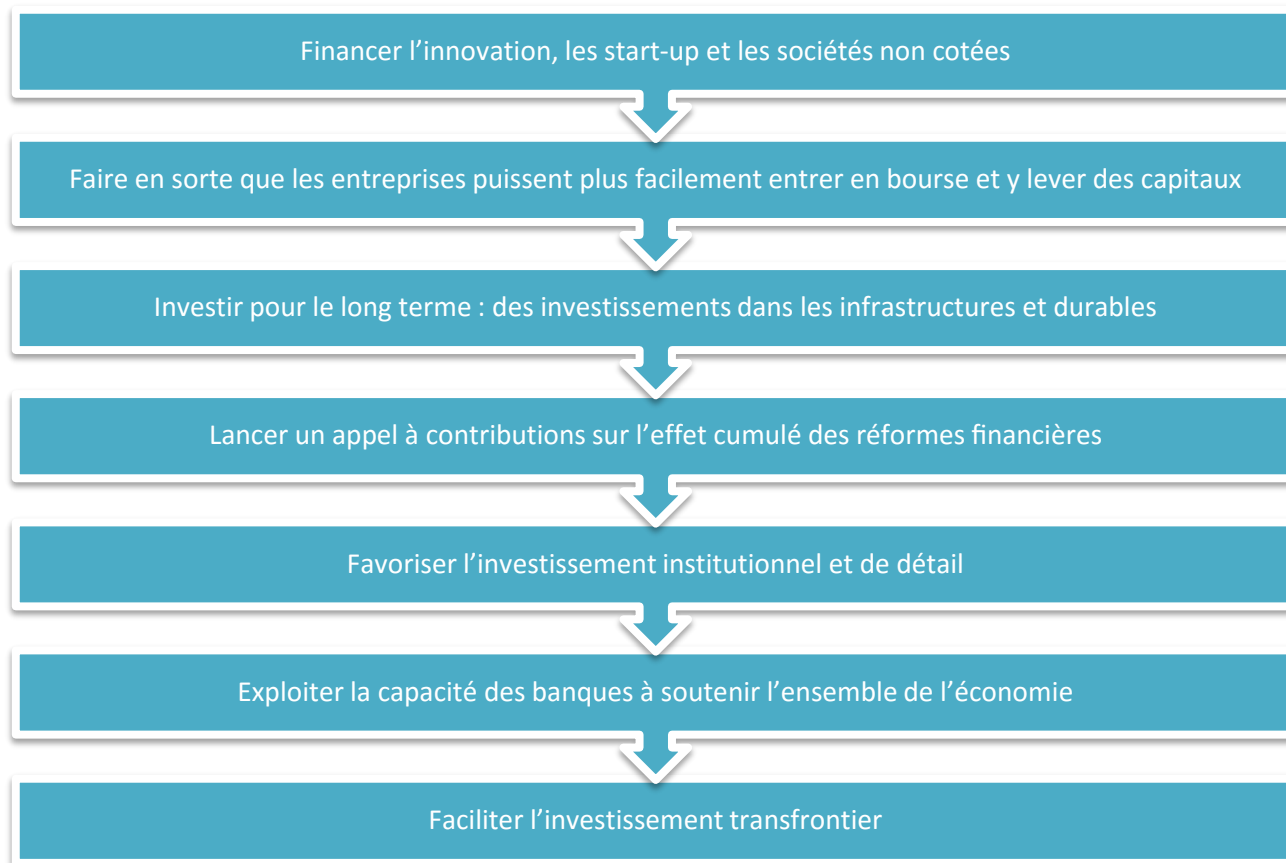 Financer l’innovation, les start-up et les sociétés non cotées
Faire en sorte que les entreprises puissent plus facilement entrer en bourse et y lever des capitaux
Investir pour le long terme : des investissements dans les infrastructures et durables
Lancer un appel à contributions sur l’effet cumulé des réformes financières
Favoriser l’investissement institutionnel et de détail
Exploiter la capacité des banques à soutenir l’ensemble de l’économie
Faciliter l’investissement transfrontier